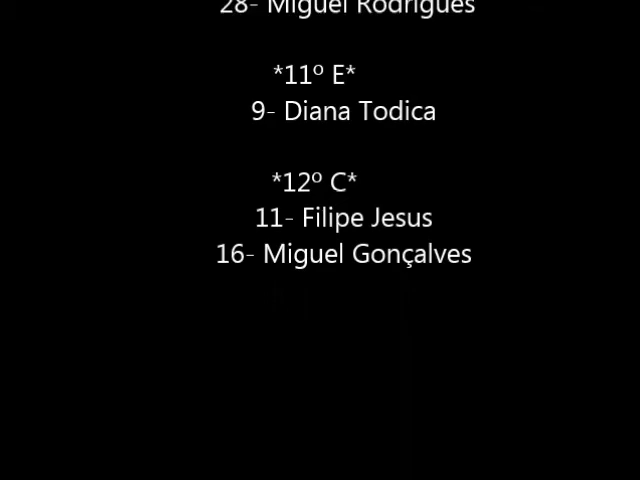 28- Miguel Rodrigues
*11º E*
9- Diana Todica
*12º C*
11- Filipe Jesus
16- Miguel Gonçalves